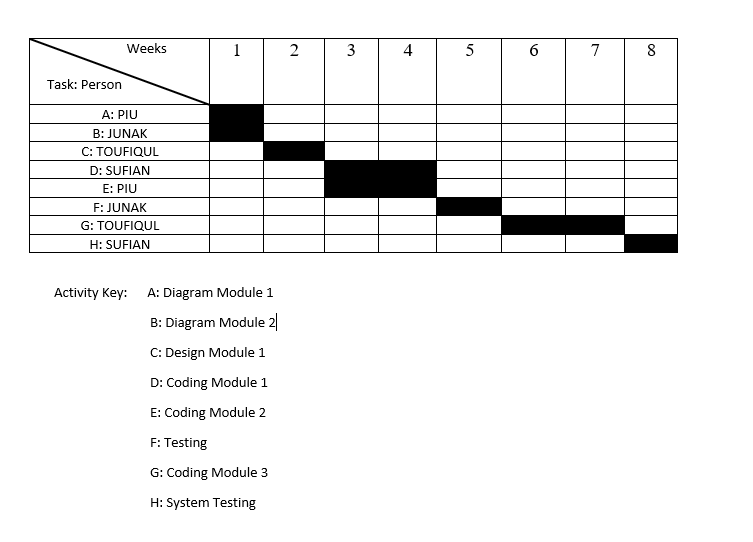 Weeks 1 2 3 4 5 6 7 8
Task: Person
A: PIU
B: JUNAK
C: TOUFIQUL
D: SUFIAN
E: PIU
F: JUNAK
G: TOUFIQUL
H: SUFIAN
Activity Key: A: Diagram Module 1
B: Diagram Module 2
C: Design Module 1
D: Coding Module 1
E: Coding Module 2
F: Testing
G: Coding Module 3
H: System Testing